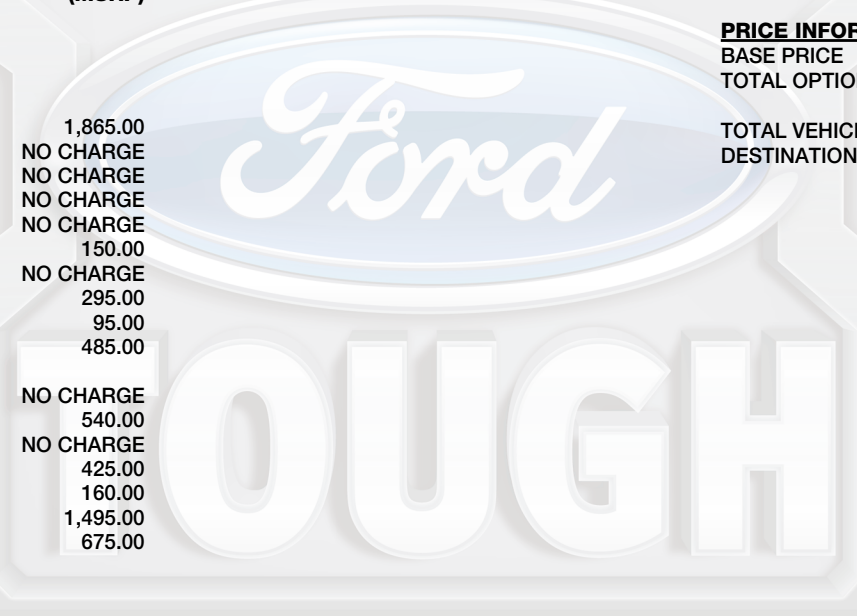 (MSRP)
1,865.00
NO CHARGE
NO CHARGE
NO CHARGE
NO CHARGE
150.00
NO CHARGE
295.00
95.00
485.00
NO CHARGE
540.00
NO CHARGE
425.00
160.00
1,495.00
675.00
PRICE INFOR
BASE PRICE
TOTAL OPTIO
TOTAL VEHICL
DESTINATION
Ford
TOUGH